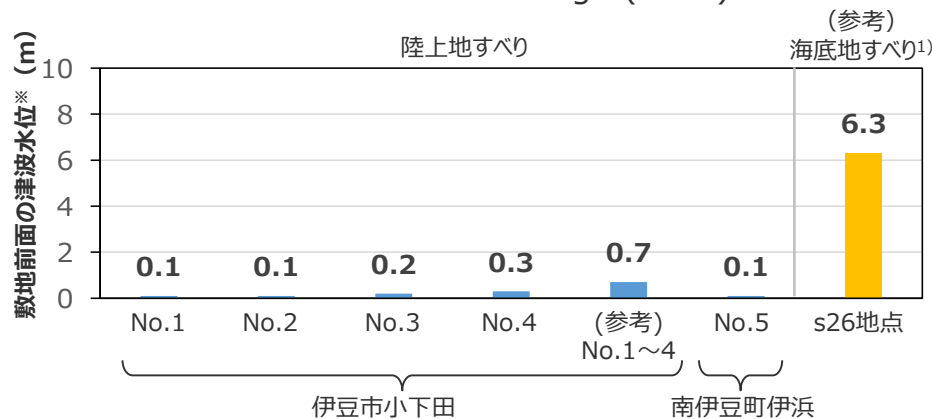 (参考)
陸上地すべり
海底地すべり1)
敷地前面の津波水位※ (m)
10
8
6
4
2
0
0.1
0.1
0.2
0.3
0.7
0.1
6.3
No.1
No.2
No.3
No.4
(参考)
No.1～4
No.5
s26地点
伊豆市小下田
南伊豆町伊浜